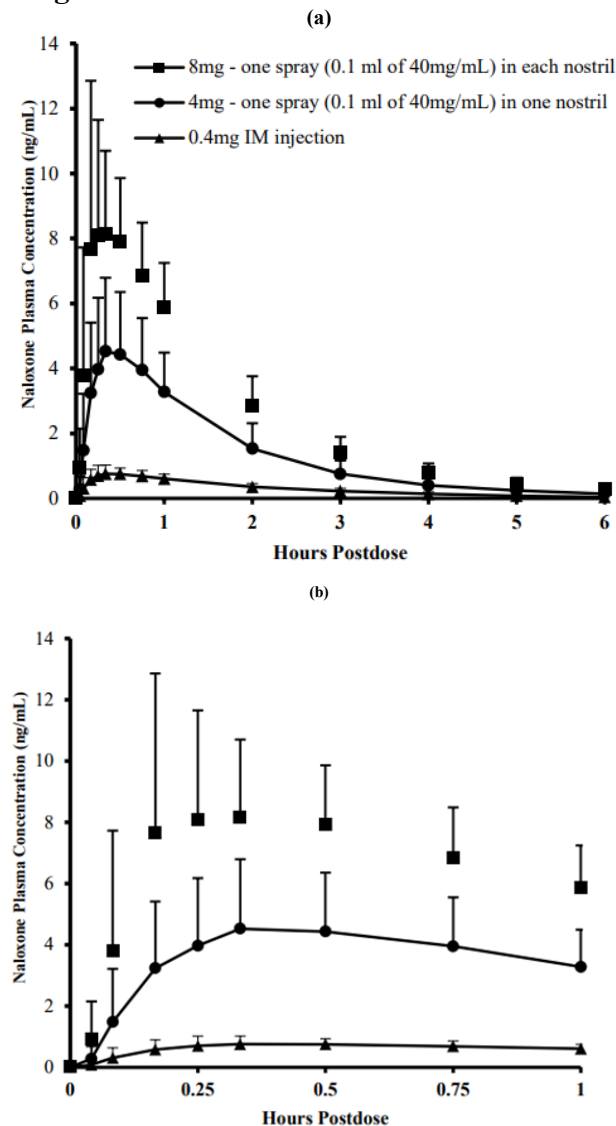 (a)
14
12
10
8
6
4
2
0
Naloxone Plasma Concentration (ng/mL)
8mg - one spray (0.1 ml of 40mg/mL) in each nostril
4mg - one spray (0.1 ml of 40mg/mL) in one nostril
0.4mg IM injection
0 1 2 3 4 5 6
Hours Postdose
(b)
14
12
10
8
6
4
2
0
Naloxone Plasma Concentration (ng/mL)
0 0.25 0.5 0.75 1
Hours Postdose